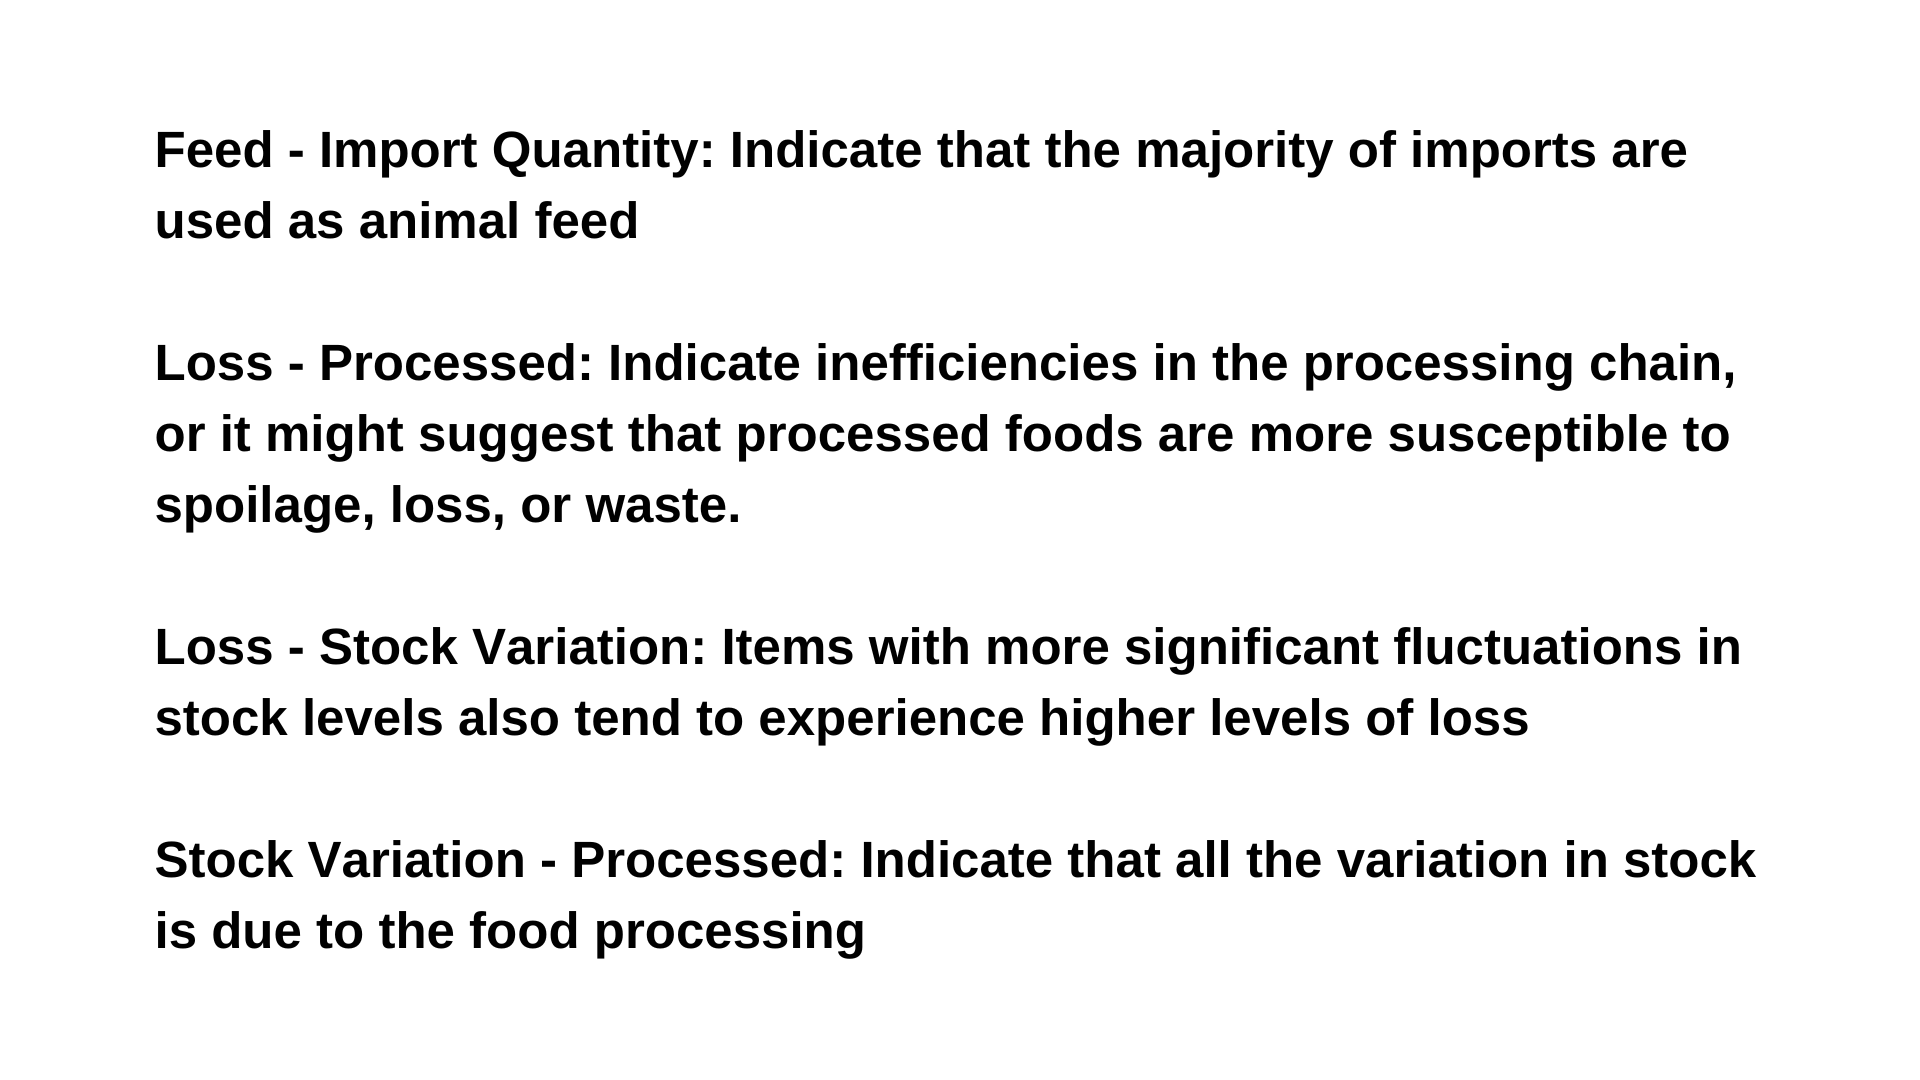 Feed - Import Quantity: Indicate that the majority of imports are
used as animal feed
Loss - Processed: Indicate inefficiencies in the processing chain,
or it might suggest that processed foods are more susceptible to
spoilage, loss, or waste.
Loss - Stock Variation: Items with more significant fluctuations in
stock levels also tend to experience higher levels of loss
Stock Variation - Processed: Indicate that all the variation in stock
is due to the food processing